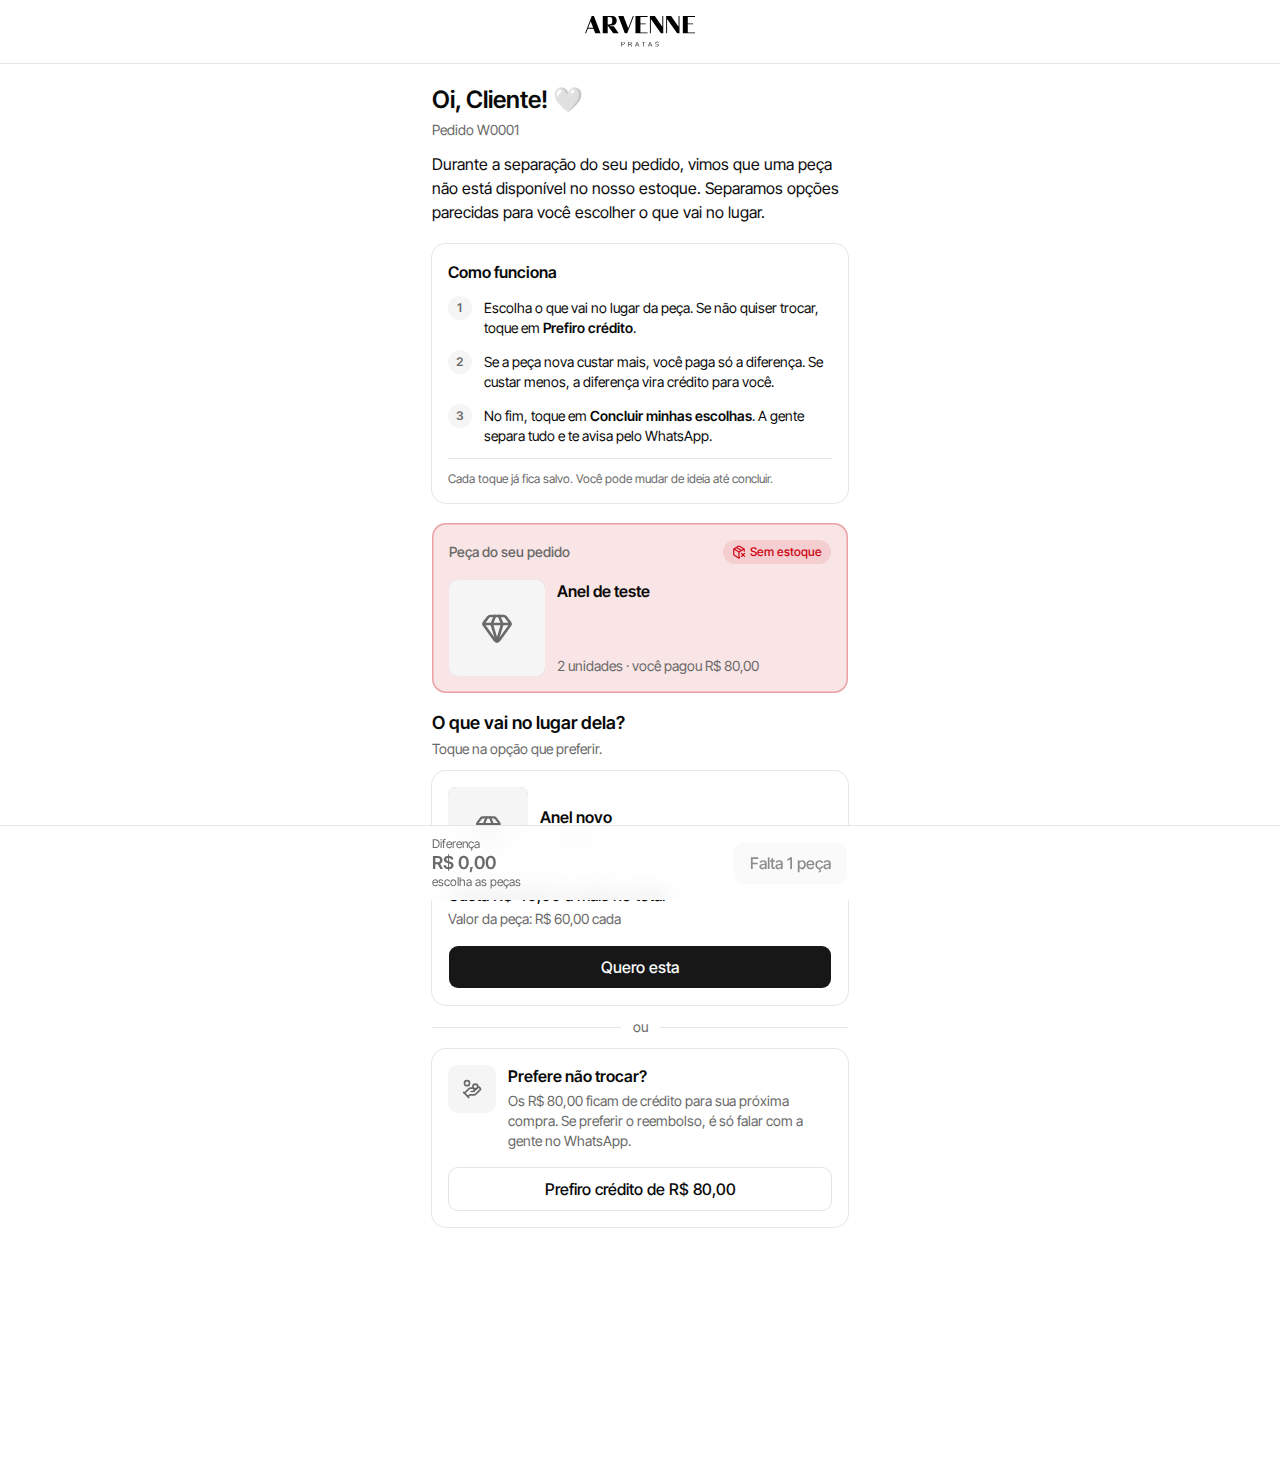 ARVENNE
PRATAS
Oi, Cliente! 🤍
Pedido W0001
Durante a separação do seu pedido, vimos que uma peça
não está disponível no nosso estoque. Separamos opções
parecidas para você escolher o que vai no lugar.
Como funciona
1 Escolha o que vai no lugar da peça. Se não quiser trocar,
toque em Prefiro crédito.
2 Se a peça nova custar mais, você paga só a diferença. Se
custar menos, a diferença vira crédito para você.
3 No fim, toque em Concluir minhas escolhas. A gente
separa tudo e te avisa pelo WhatsApp.
Cada toque já fica salvo. Você pode mudar de ideia até concluir.
Peça do seu pedido
Sem estoque
Anel de teste
2 unidades · você pagou R$ 80,00
O que vai no lugar dela?
Toque na opção que preferir.
Anel novo
Diferença
R$ 0,00
escolha as peças
Falta 1 peça
Valor da peça: R$ 60,00 cada
Quero esta
ou
Prefere não trocar?
Os R$ 80,00 ficam de crédito para sua próxima
compra. Se preferir o reembolso, é só falar com a
gente no WhatsApp.
Prefiro crédito de R$ 80,00